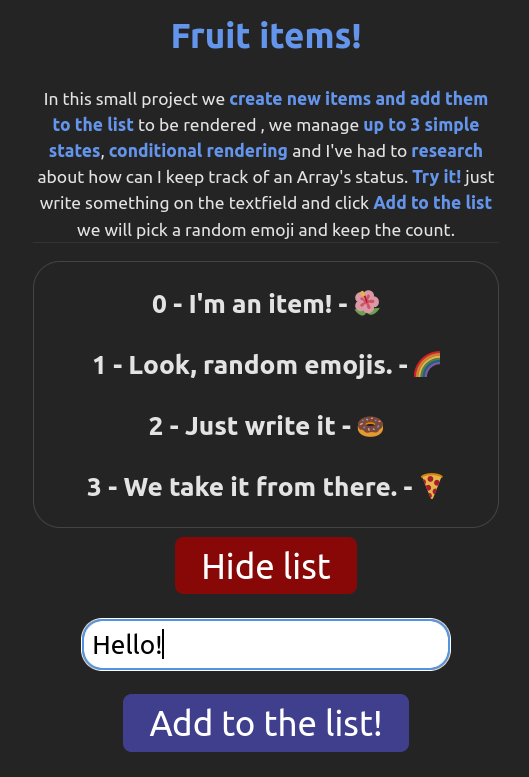 Fruit items!
In this small project we create new items and add them
to the list to be rendered , we manage up to 3 simple
states, conditional rendering and I've had to research
about how can I keep track of an Array's status. Try it! just
write something on the textfield and click Add to the list
we will pick a random emoji and keep the count.
0 - I'm an item! - 🌺
1 - Look, random emojis. - 🌈
2 - Just write it - 🍩
3 - We take it from there. - 🍕
Hide list
Hello!
Add to the list!